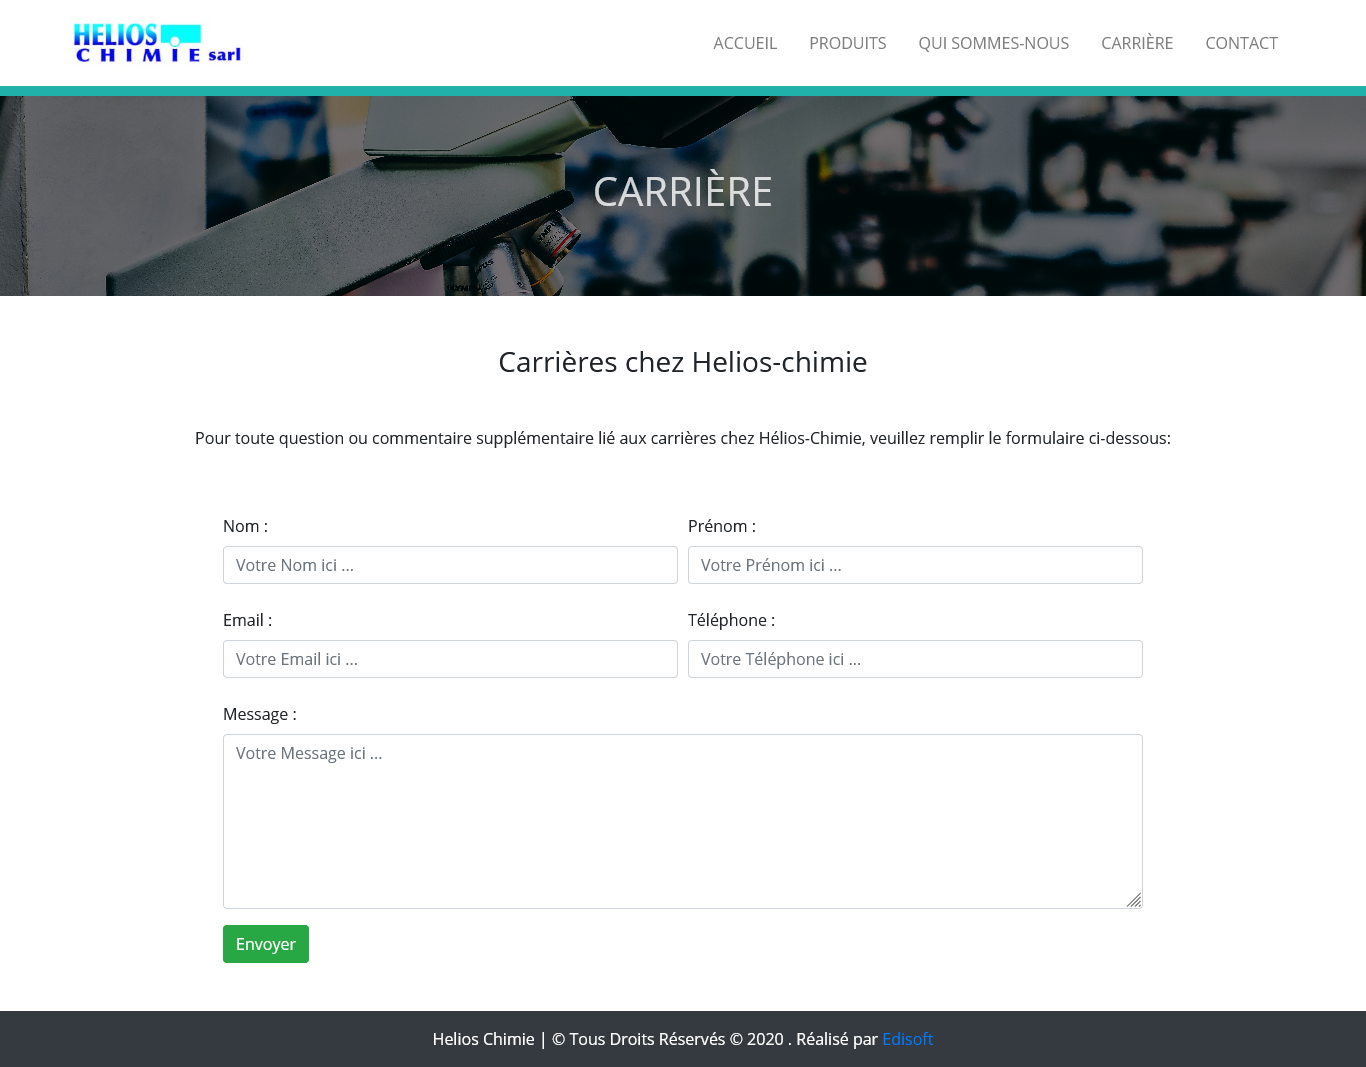 HELIOS
CHIMIE sarl
ACCUEIL PRODUITS QUI SOMMES-NOUS CARRIÈRE CONTACT
CARRIÈRE
OLYMPUS
Carrières chez Helios-chimie
Pour toute question ou commentaire supplémentaire lié aux carrières chez Hélios-Chimie, veuillez remplir le formulaire ci-dessous:
Nom : Prénom :
Votre Nom ici ... Votre Prénom ici ...
Email : Téléphone :
Votre Email ici ... Votre Téléphone ici ...
Message :
Votre Message ici ...
Envoyer
Helios Chimie | © Tous Droits Réservés © 2020 . Réalisé par Edisoft